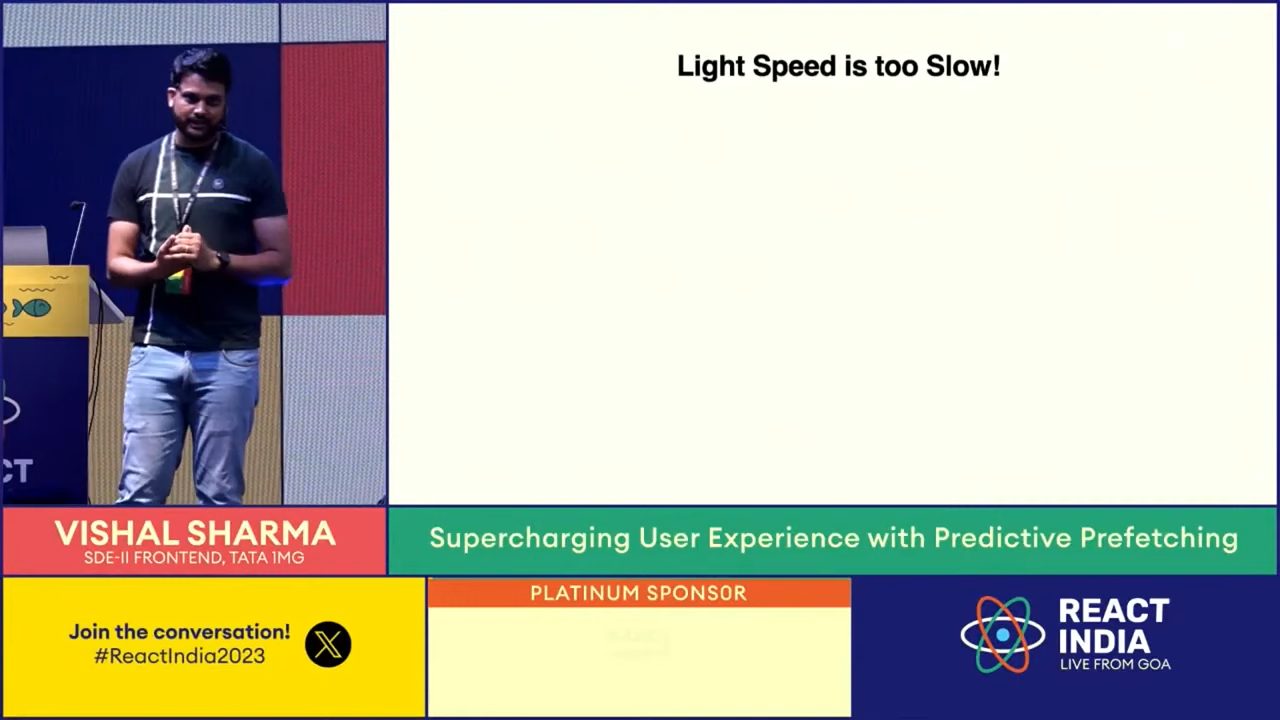 Light Speed is too Slow!
CT
VISHAL SHARMA
SDE-II FRONTEND, TATA 1MG
Supercharging User Experience with Predictive Prefetching
Join the conversation!
#ReactIndia2023
PLATINUM SPONSOR
REACT
INDIA
LIVE FROM GOA